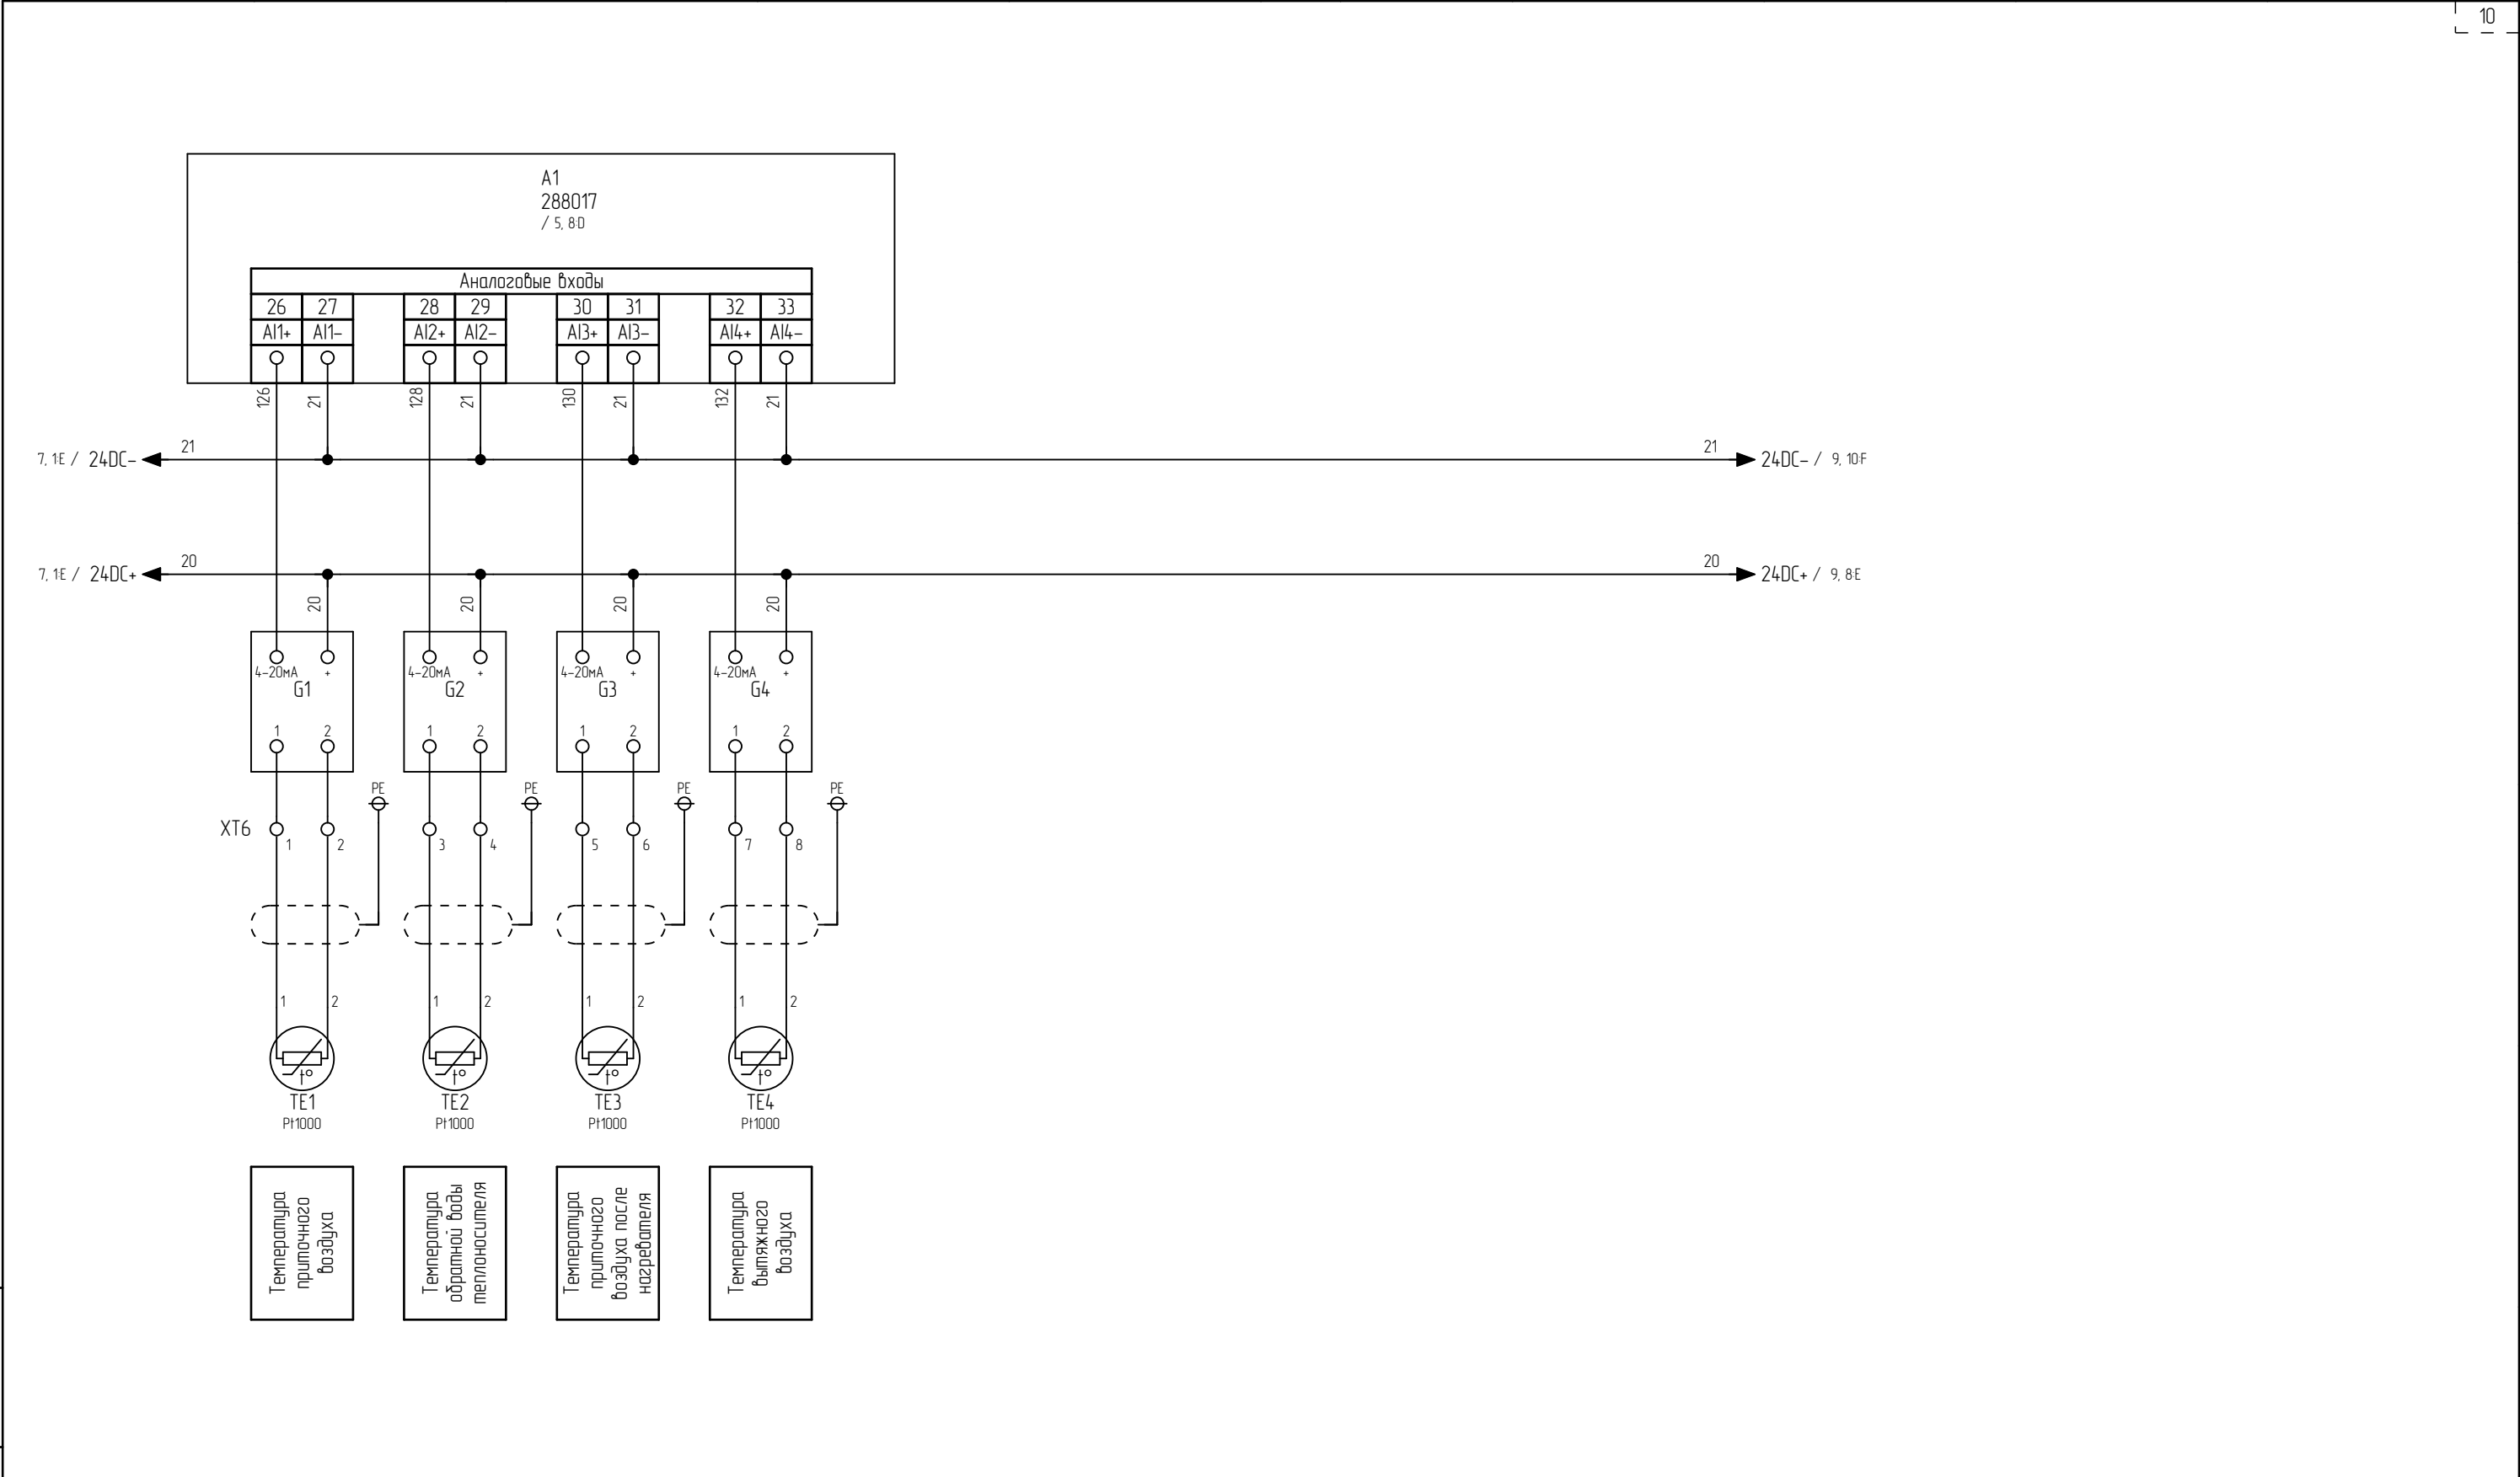 10
A1
288017
/ 5, 8:D
Аналоговые входы
26 27 28 29 30 31 32 33
AI1+ AI1- AI2+ AI2- AI3+ AI3- AI4+ AI4-
126 21 128 21 130 21 132 21
21 21
7, 1:E / 24DC- 24DC- / 9, 10:F
20 20
7, 1:E / 24DC+ 24DC+ / 9, 8:E
20 20 20 20
4-20мА + 4-20мА + 4-20мА + 4-20мА +
G1 G2 G3 G4
1 2 1 2 1 2 1 2
PE PE PE PE
XT6
1 2 3 4 5 6 7 8
1 2 1 2 1 2 1 2
t° t° t° t°
TE1 TE2 TE3 TE4
Pt1000 Pt1000 Pt1000 Pt1000
Температура
приточного
воздуха
Температура
обратной воды
теплоносителя
Температура
приточного
воздуха после
нагревателя
Температура
вытяжного
воздуха